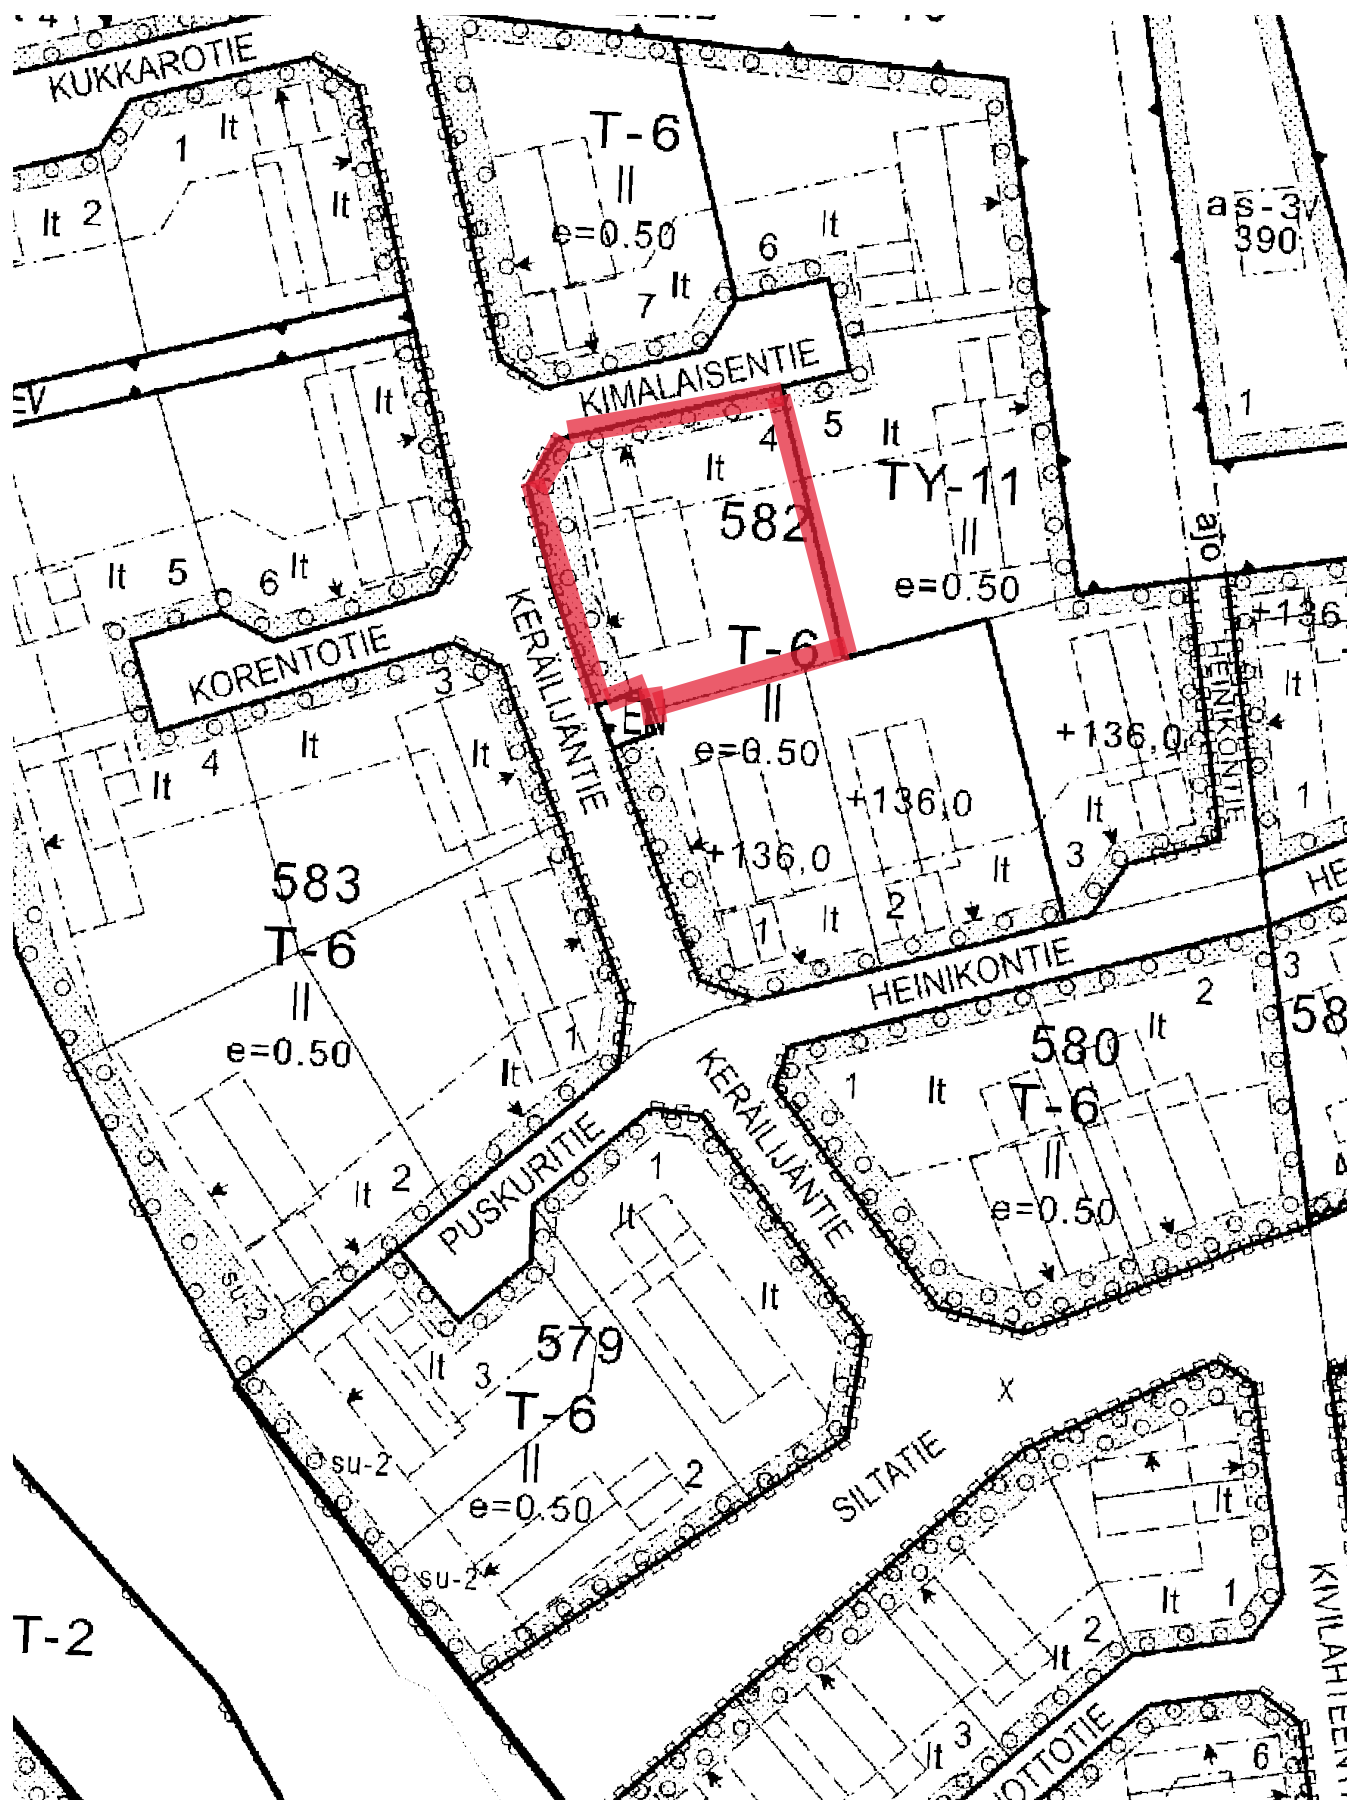 KUKKAROTIE
1
lt
lt
2
lt
T-6
II
e=0.50
lt
7
6
lt
as-3v
390
1
EV
lt
KIMALAISENTIE
4
5
lt
lt
TY-11
II
e=0.50
582
ajo
lt
5
6
lt
KORENTOTIE
KERÄILIJÄNTIE
T-6
II
e=0.50
+136,0
+136,0
+136,0
HEINIKONTIE
lt
1
3
lt
4
lt
lt
583
T-6
II
e=0.50
+136,0
lt
3
lt
2
1
lt
HEINIKONTIE
2
3
580
T-6
II
e=0.50
lt
1
lt
KERÄILIJÄNTIE
1
lt
lt
2
PUSKURITIE
1
lt
lt
su-2
579
T-6
II
e=0.50
lt
3
2
su-2
su-2
X
SILTATIE
lt
lt
1
2
lt
3
lt
6
T-2